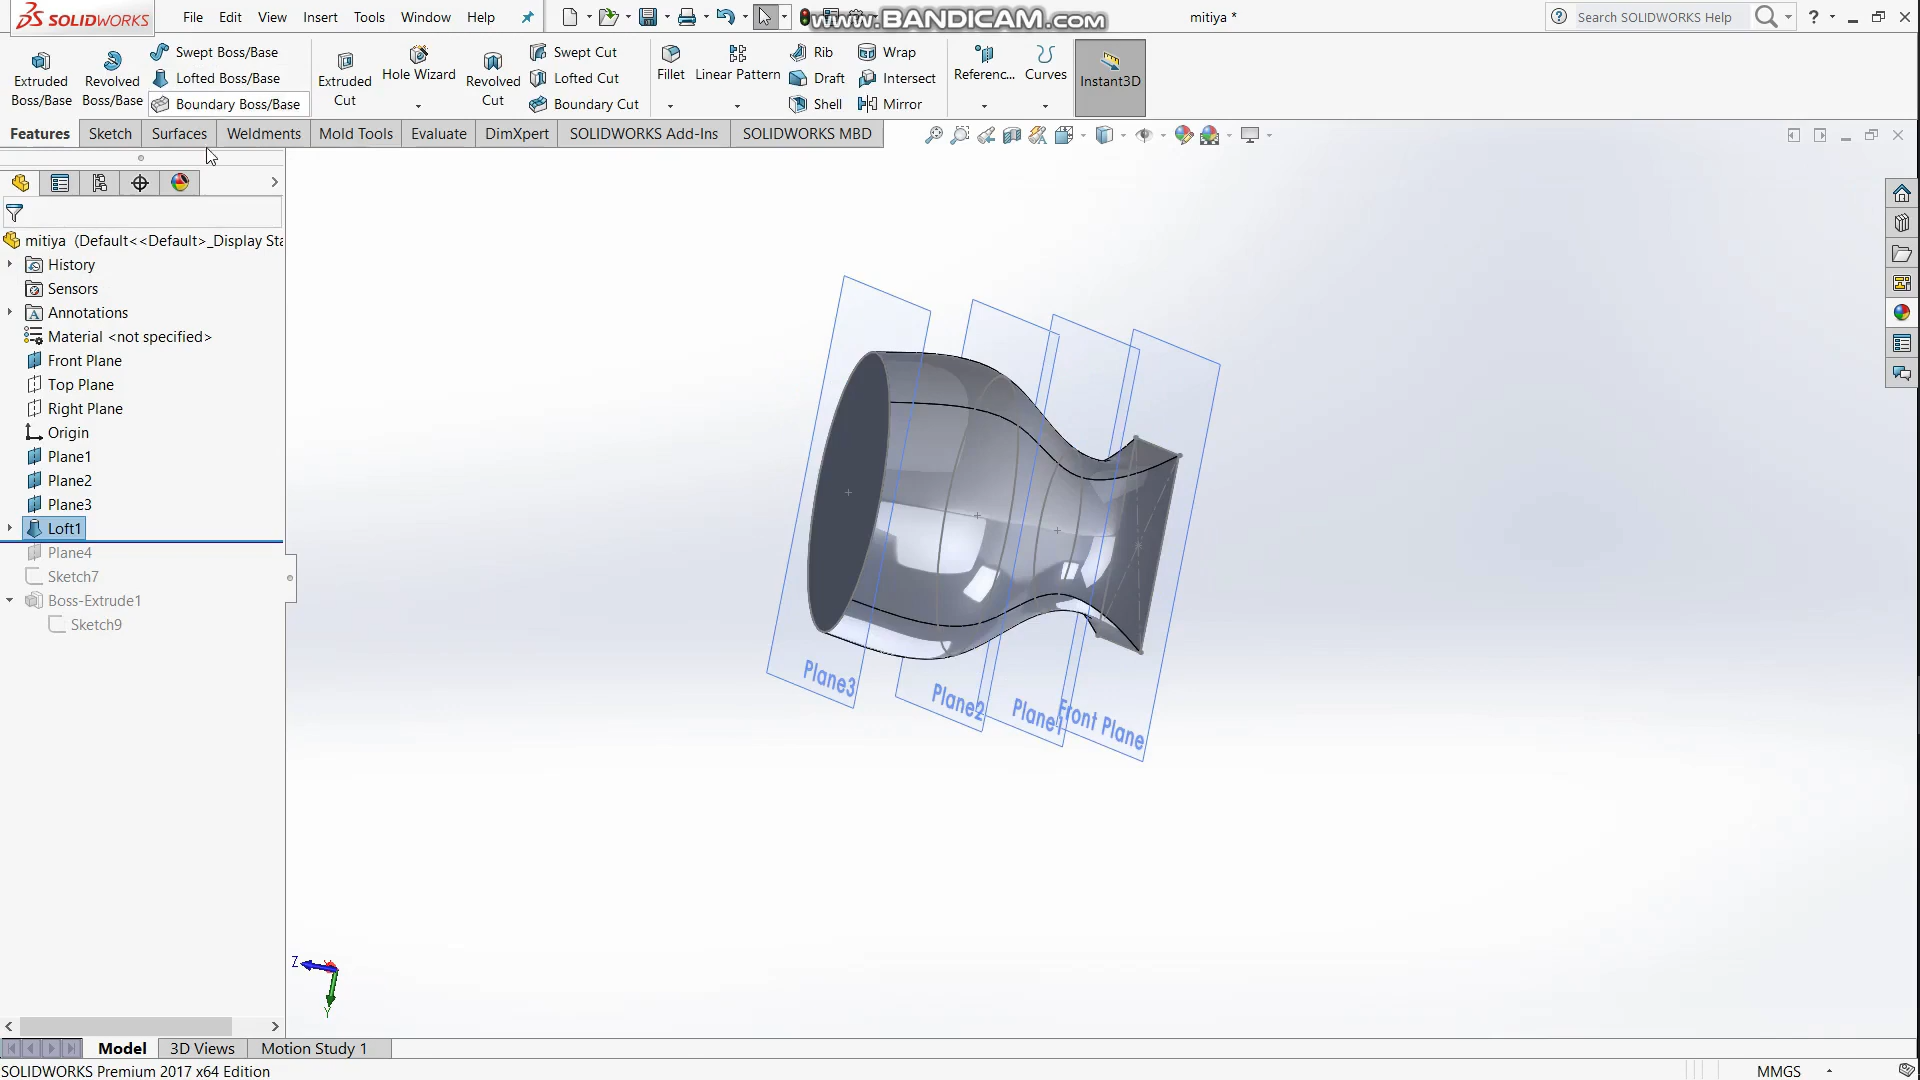 SOLIDWORKS File Edit View Insert Tools Window Help www.BANDICAM.com mitiya * Search SOLIDWORKS Help ?
Extruded Boss/Base
Revolved Boss/Base
Swept Boss/Base
Lofted Boss/Base
Boundary Boss/Base
Extruded Cut
Hole Wizard
Revolved Cut
Swept Cut
Lofted Cut
Boundary Cut
Fillet
Linear Pattern
Rib
Draft
Shell
Wrap
Intersect
Mirror
Referenc...
Curves
Instant3D
Features Sketch Surfaces Weldments Mold Tools Evaluate DimXpert SOLIDWORKS Add-Ins SOLIDWORKS MBD
mitiya (Default<<Default>_Display Sta
History
Sensors
Annotations
Material <not specified>
Front Plane
Top Plane
Right Plane
Origin
Plane1
Plane2
Plane3
Loft1
Plane4
Sketch7
Boss-Extrude1
Sketch9
Plane3
Plane2
Plane1
Front Plane
Z
Y
Model 3D Views Motion Study 1
SOLIDWORKS Premium 2017 x64 Edition MMGS